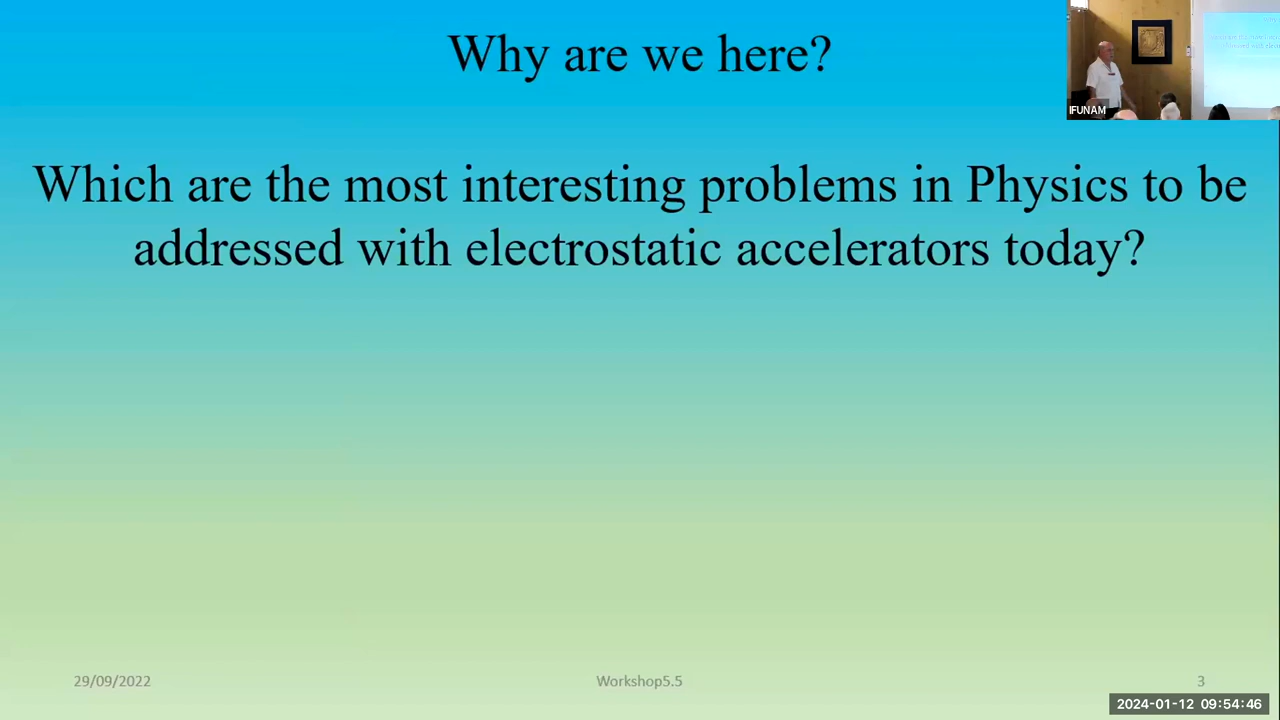 Why are we here?
IFUNAM
Which are the most interesting problems in Physics to be
addressed with electrostatic accelerators today?
29/09/2022
Workshop5.5
3
2024-01-12 09:54:46